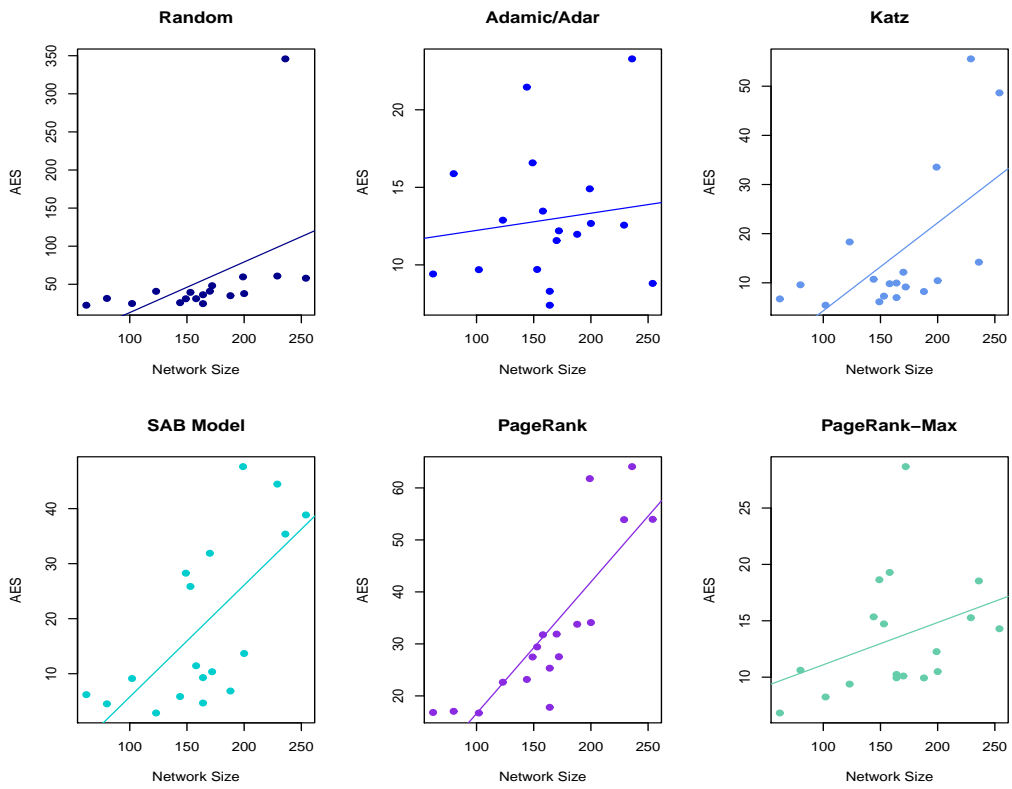 Random
Adamic/Adar
Katz
AES
50
100
150
200
250
300
350
100
150
200
250
Network Size
AES
10
15
20
100
150
200
250
Network Size
AES
10
20
30
40
50
100
150
200
250
Network Size
SAB Model
PageRank
PageRank−Max
AES
10
20
30
40
100
150
200
250
Network Size
AES
20
30
40
50
60
100
150
200
250
Network Size
AES
10
15
20
25
100
150
200
250
Network Size